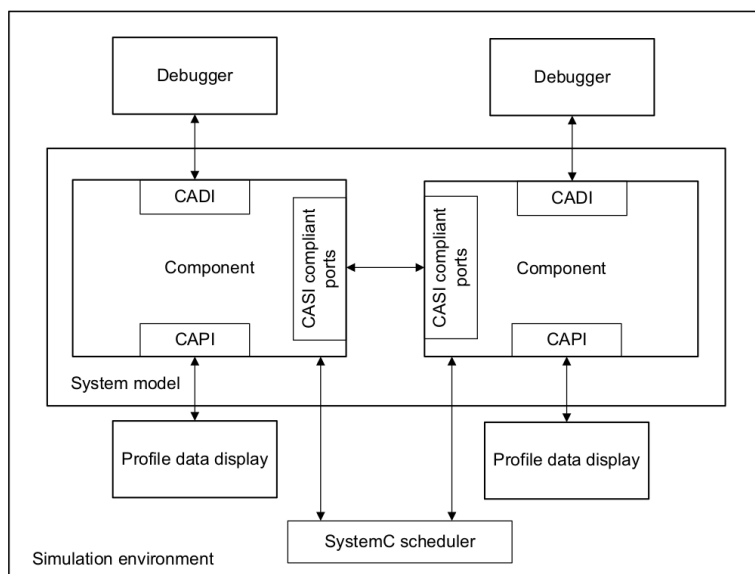 Debugger
Debugger
CADI
CADI
CASI compliant
ports
CASI compliant
ports
Component
Component
CAPI
CAPI
System model
Profile data display
Profile data display
SystemC scheduler
Simulation environment